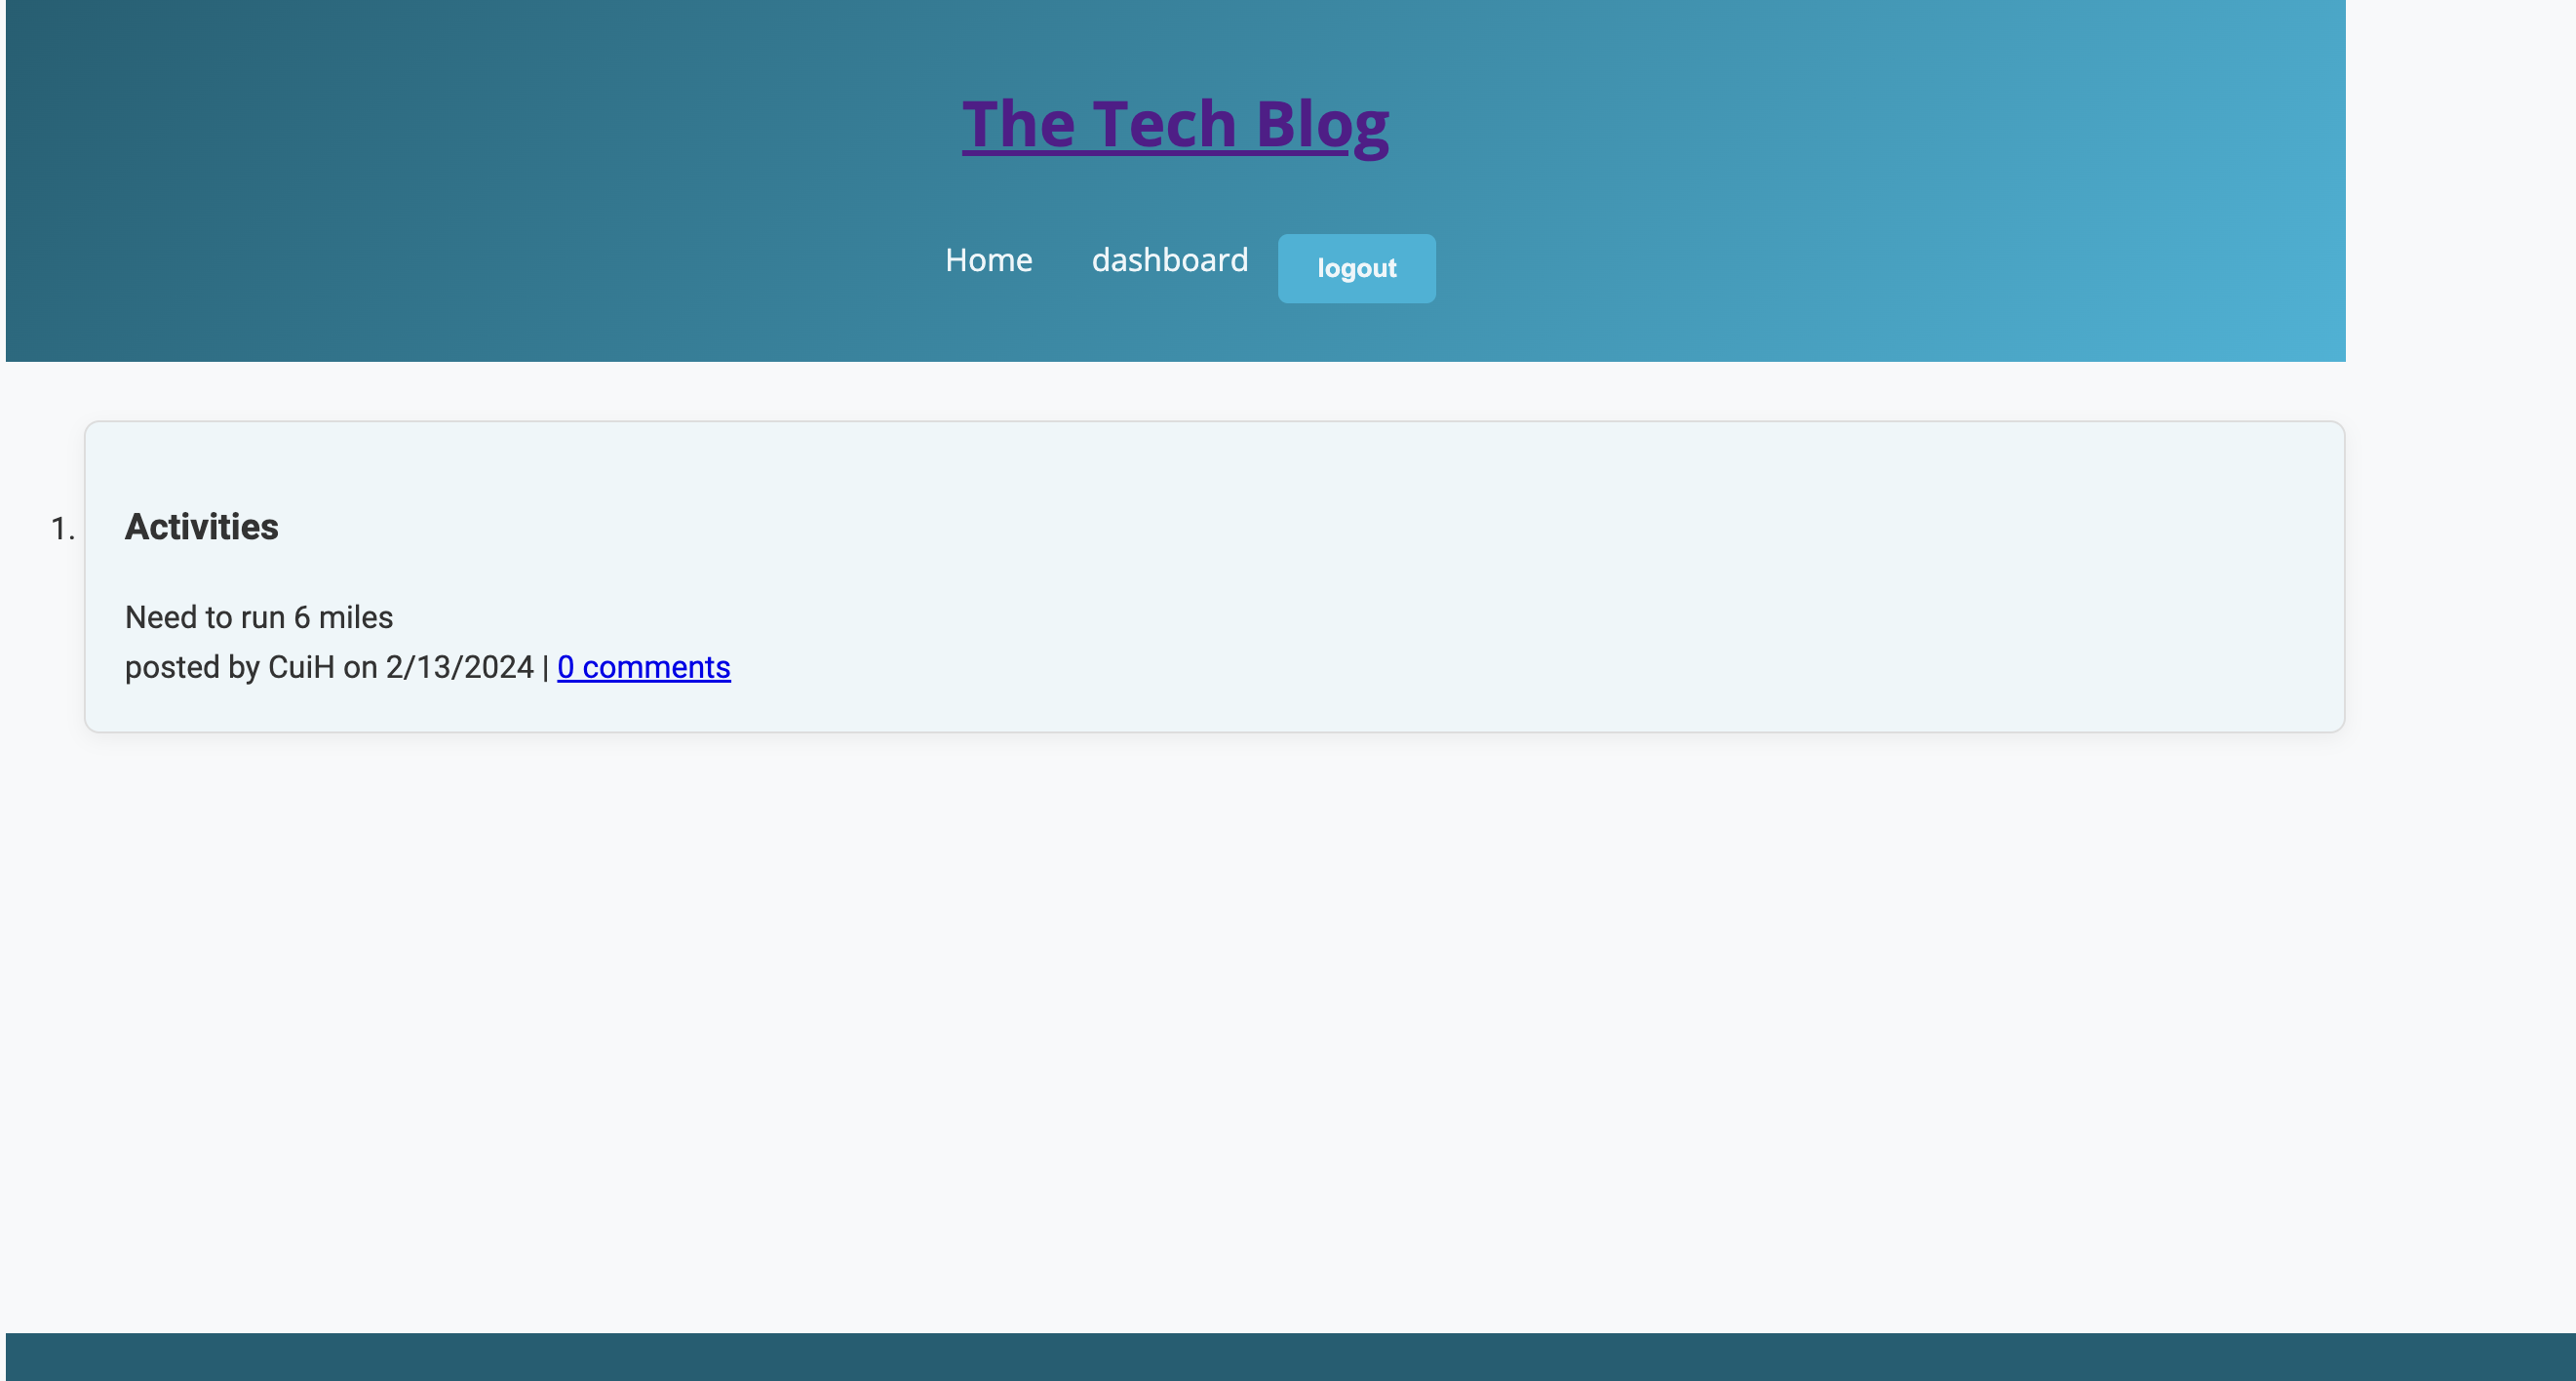 The Tech Blog
Home dashboard logout
1. Activities
Need to run 6 miles
posted by CuiH on 2/13/2024 | 0 comments